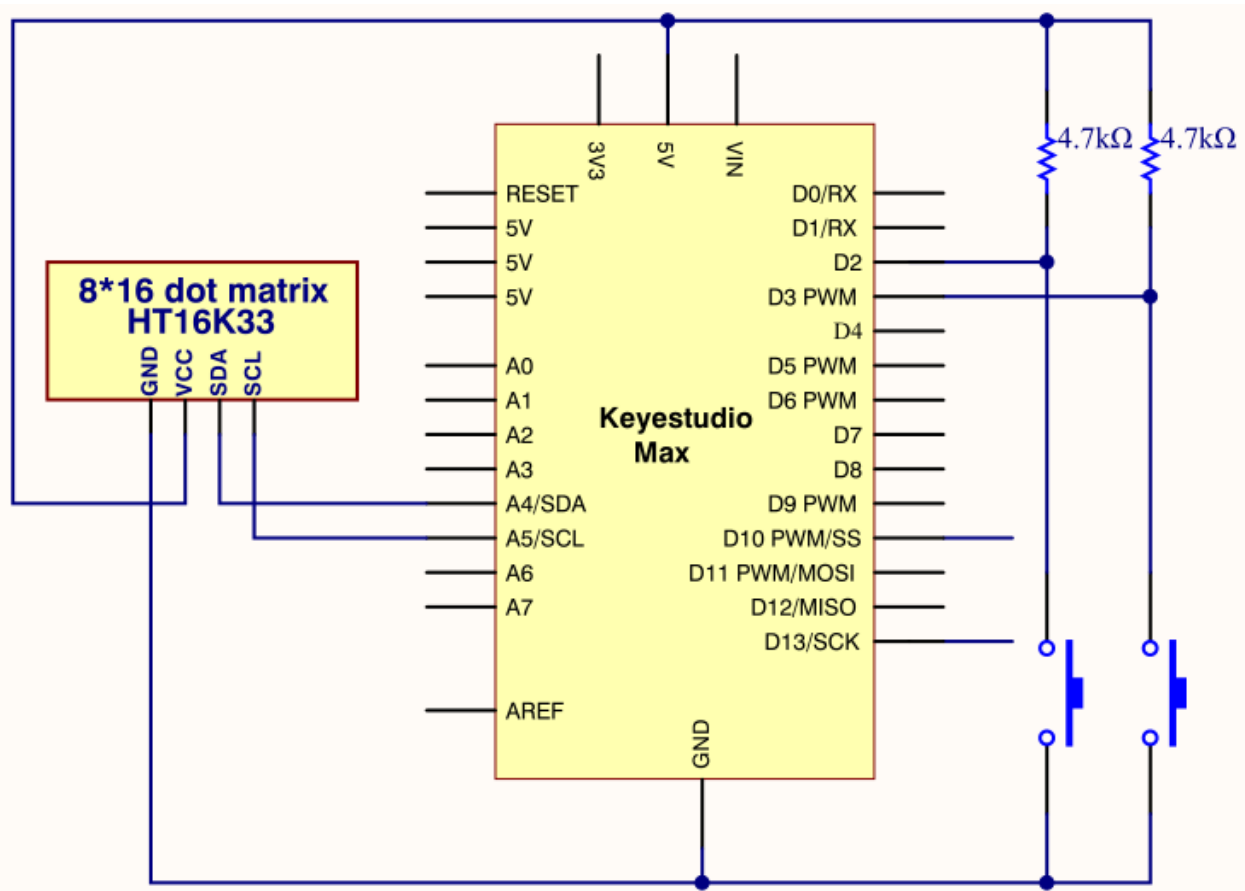 3V3
5V
VIN
4.7kΩ
4.7kΩ
RESET
5V
5V
5V
A0
A1
A2
A3
A4/SDA
A5/SCL
A6
A7
AREF
D0/RX
D1/RX
D2
D3 PWM
D4
D5 PWM
D6 PWM
D7
D8
D9 PWM
D10 PWM/SS
D11 PWM/MOSI
D12/MISO
D13/SCK
8*16 dot matrix
HT16K33
GND
VCC
SDA
SCL
Keyestudio
Max
GND